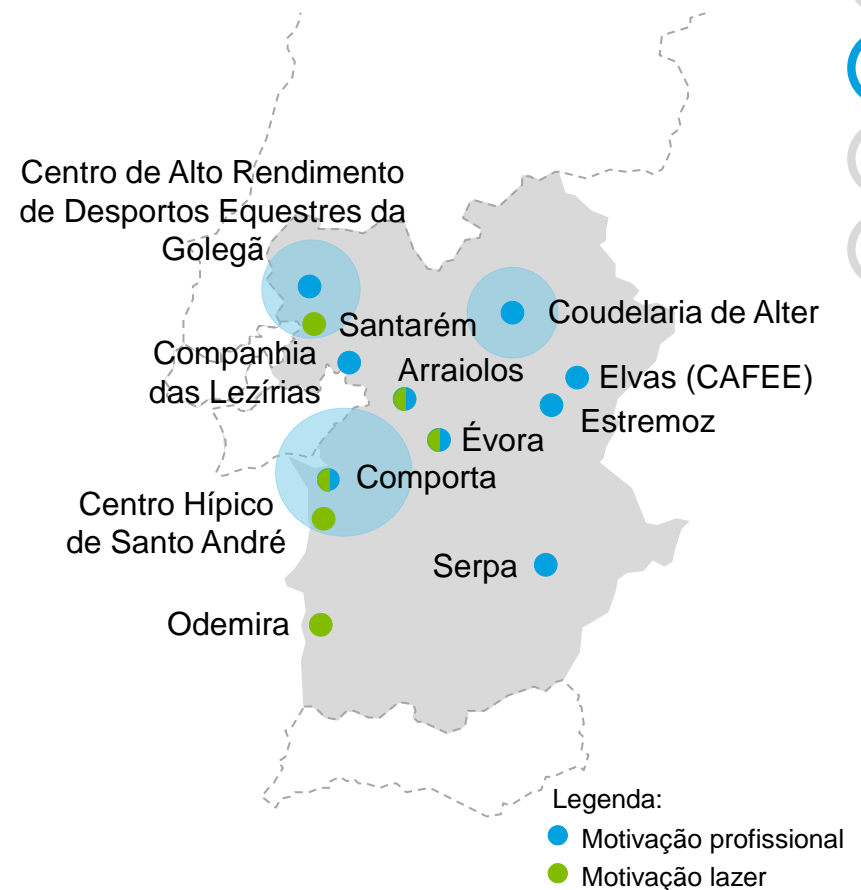 Centro de Alto Rendimento
de Desportos Equestres da
Golegã
Coudelaria de Alter
Santarém
Companhia
das Lezírias
Arraiolos
Elvas (CAFEE)
Estremoz
Évora
Comporta
Centro Hípico
de Santo André
Serpa
Odemira
Legenda:
Motivação profissional
Motivação lazer